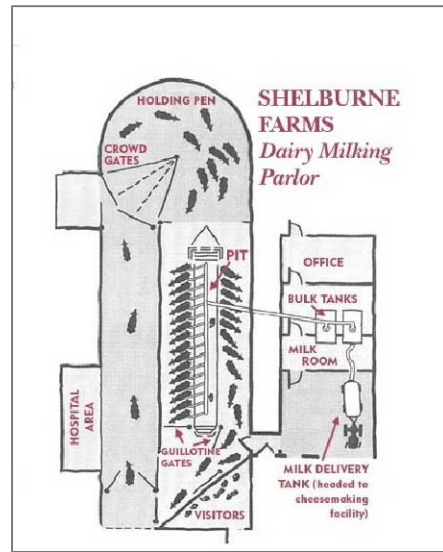 SHELBURNE
FARMS
Dairy Milking
Parlor
HOLDING PEN
CROWD
GATES
PIT
OFFICE
BULK TANKS
MILK
ROOM
HOSPITAL
AREA
GUILLOTINE
GATES
VISITORS
MILK DELIVERY
TANK (headed to
cheesemaking
facility)